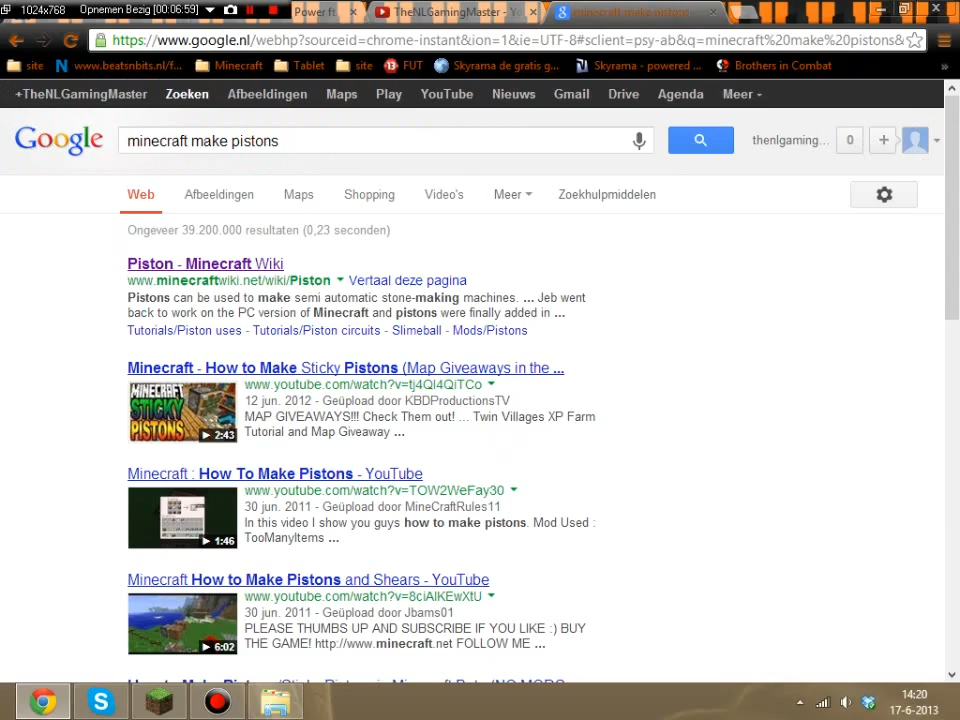 1024x768 Opnemen Bezig [00:06:59]
Power ft
TheNLGamingMaster - Yo
minecraft make pistons
https://www.google.nl/webhp?sourceid=chrome-instant&ion=1&ie=UTF-8#sclient=psy-ab&q=minecraft%20make%20pistons&
site www.beatsnbits.nl/f... Minecraft Tablet site FUT Skyrama de gratis g... Skyrama - powered ... Brothers in Combat »
+TheNLGamingMaster Zoeken Afbeeldingen Maps Play YouTube Nieuws Gmail Drive Agenda Meer
Google minecraft make pistons thenlgaming... 0 +
Web Afbeeldingen Maps Shopping Video's Meer Zoekhulpmiddelen
Ongeveer 39.200.000 resultaten (0,23 seconden)
Piston - Minecraft Wiki
www.minecraftwiki.net/wiki/Piston Vertaal deze pagina
Pistons can be used to make semi automatic stone-making machines. ... Jeb went
back to work on the PC version of Minecraft and pistons were finally added in ...
Tutorials/Piston uses - Tutorials/Piston circuits - Slimeball - Mods/Pistons
Minecraft - How to Make Sticky Pistons (Map Giveaways in the ...
www.youtube.com/watch?v=tj4Ql4QiTCo
12 jun. 2012 - Geüpload door KBDProductionsTV
MAP GIVEAWAYS!!! Check Them out! ... Twin Villages XP Farm
Tutorial and Map Giveaway ...
MINECRAFT
STICKY
PISTONS
2:43
Minecraft : How To Make Pistons - YouTube
www.youtube.com/watch?v=TOW2WeFay30
30 jun. 2011 - Geüpload door MineCraftRules11
In this video I show you guys how to make pistons. Mod Used :
TooManyItems ...
1:46
Minecraft How to Make Pistons and Shears - YouTube
www.youtube.com/watch?v=8ciAlKEwXtU
30 jun. 2011 - Geüpload door Jbams01
PLEASE THUMBS UP AND SUBSCRIBE IF YOU LIKE :) BUY
THE GAME! http://www.minecraft.net FOLLOW ME ...
6:02
14:20
17-6-2013